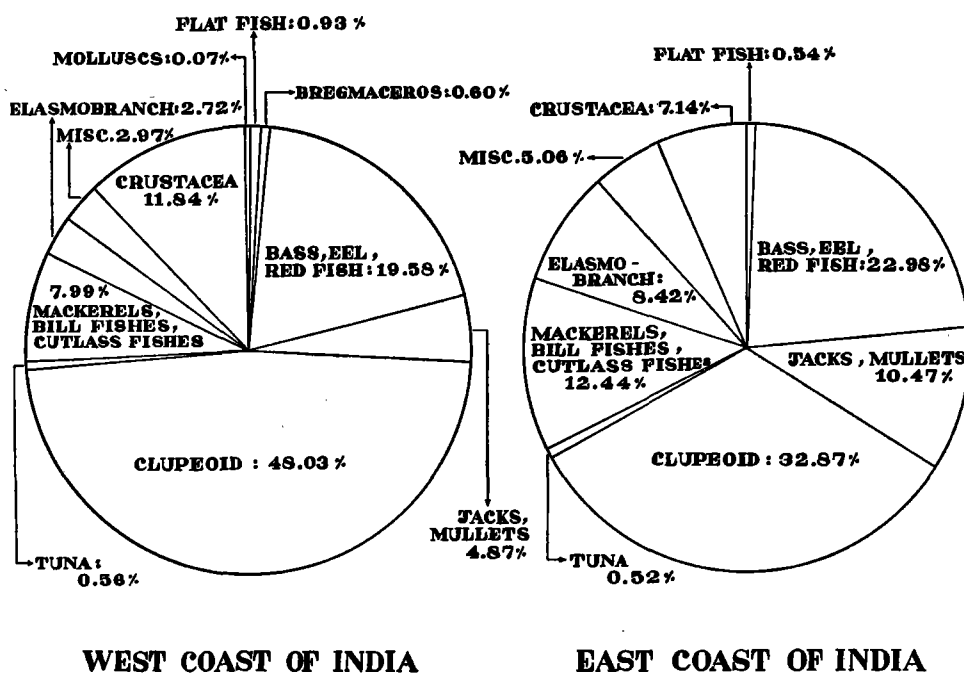 FLAT FISH:0.93 %
MOLLUSCS:0.07%
BREGMACEROS:0.60%
ELASMOBRANCH:2.72%
MISC.2.97%
CRUSTACEA
11.84%
BASS, EEL,
RED FISH:19.58%
7.99%
MACKERELS,
BILL FISHES,
CUTLASS FISHES
CLUPEOID : 48.03%
JACKS,
MULLETS
4.87%
TUNA:
0.56%
WEST COAST OF INDIA
FLAT FISH:0.54%
CRUSTACEA:7.14%
MISC.5.06%
BASS, EEL,
RED FISH:22.98%
ELASMO-
BRANCH:
8.42%
MACKERELS,
BILL FISHES,
CUTLASS FISHES
12.44%
JACKS, MULLETS
10.47%
CLUPEOID : 32.87%
TUNA
0.52%
EAST COAST OF INDIA